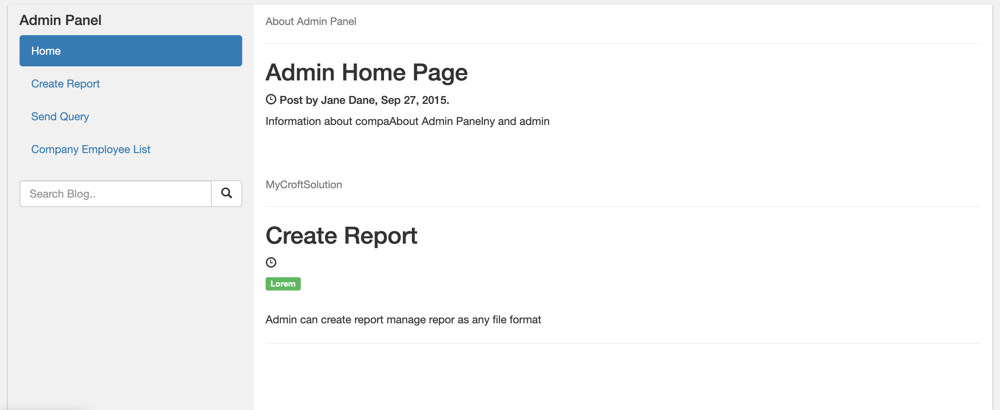 Admin Panel
Home
Create Report
Send Query
Company Employee List
Search Blog..
About Admin Panel
Admin Home Page
Post by Jane Dane, Sep 27, 2015.
Information about compaAbout Admin Panelny and admin
MyCroftSolution
Create Report
Lorem
Admin can create report manage repor as any file format